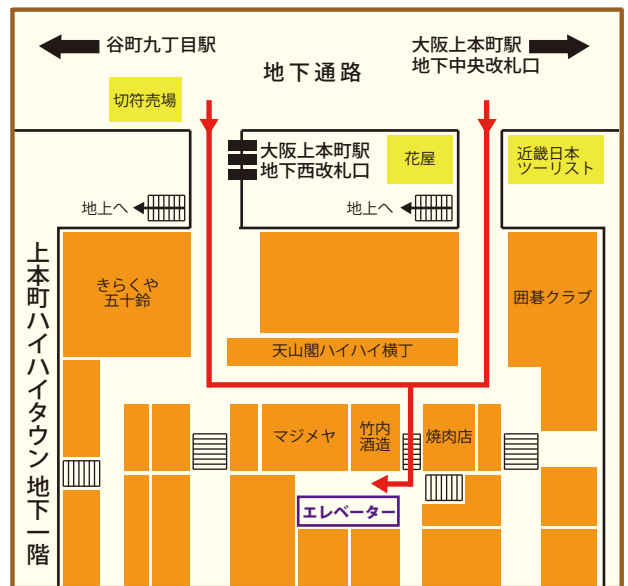 谷町九丁目駅
大阪上本町駅
地下中央改札口
地下通路
切符売場
大阪上本町駅
地下西改札口
花屋
近畿日本
ツーリスト
地上へ
地上へ
上本町ハイハイタウン 地下一階
きらくや
五十鈴
囲碁クラブ
天山閣ハイハイ横丁
マジメヤ
竹内
酒造
焼肉店
エレベーター